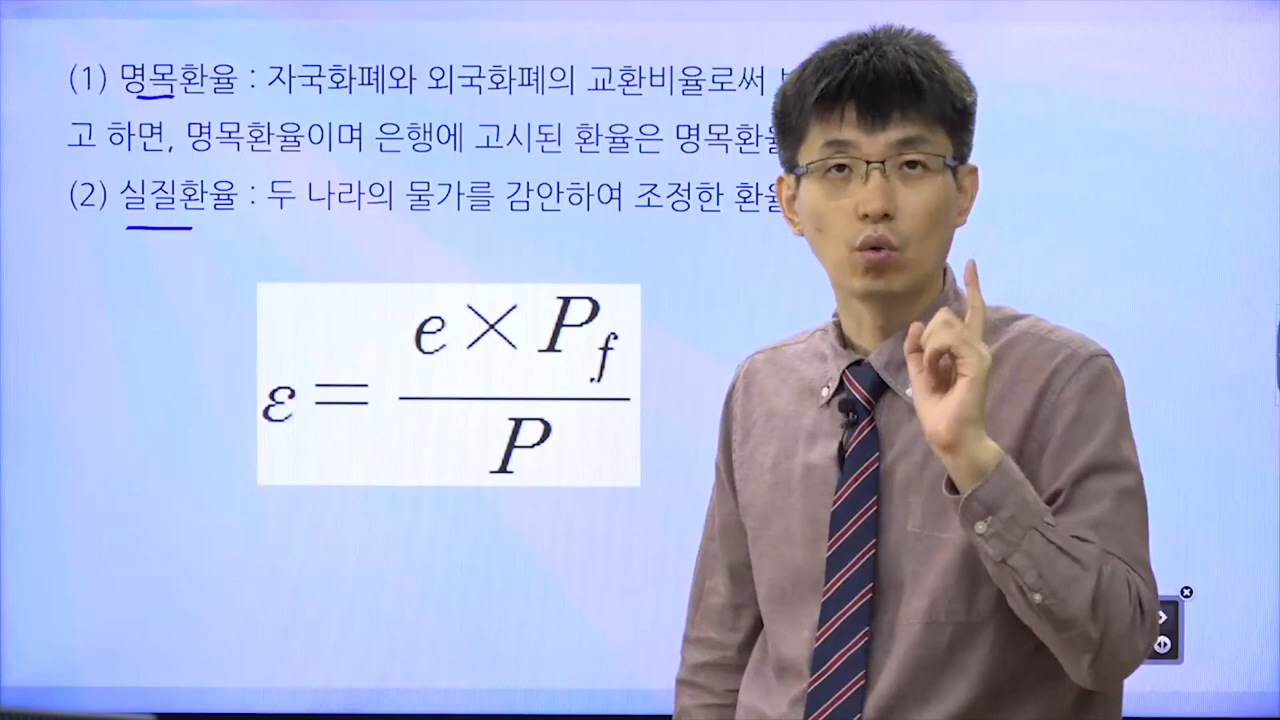 (1) 명목환율 : 자국화폐와 외국화폐의 교환비율로써
고 하면, 명목환율이며 은행에 고시된 환율은 명목환율
(2) 실질환율 : 두 나라의 물가를 감안하여 조정한 환율
ε = e × P_f / P